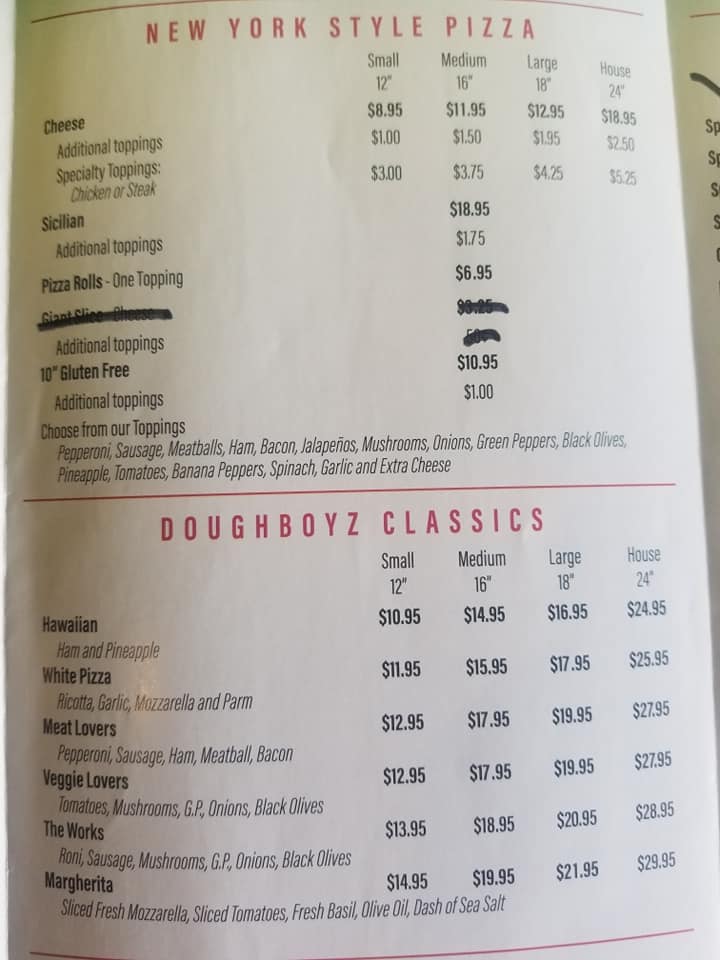 NEW YORK STYLE PIZZA
Small Medium Large House
12" 16" 18" 24"
Cheese $8.95 $11.95 $12.95 $18.95
Additional toppings $1.00 $1.50 $1.95 $2.50
Specialty Toppings: $3.00 $3.75 $4.25 $5.25
Chicken or Steak
Sicilian $18.95
Additional toppings $1.75
Pizza Rolls - One Topping $6.95
Giant Slice - Cheese $3.25
Additional toppings
10" Gluten Free $10.95
Additional toppings $1.00
Choose from our Toppings
Pepperoni, Sausage, Meatballs, Ham, Bacon, Jalapeños, Mushrooms, Onions, Green Peppers, Black Olives,
Pineapple, Tomatoes, Banana Peppers, Spinach, Garlic and Extra Cheese
DOUGHBOYZ CLASSICS
Small Medium Large House
12" 16" 18" 24"
Hawaiian $10.95 $14.95 $16.95 $24.95
Ham and Pineapple
White Pizza $11.95 $15.95 $17.95 $25.95
Ricotta, Garlic, Mozzarella and Parm
Meat Lovers $12.95 $17.95 $19.95 $27.95
Pepperoni, Sausage, Ham, Meatball, Bacon
Veggie Lovers $12.95 $17.95 $19.95 $27.95
Tomatoes, Mushrooms, G.P., Onions, Black Olives
The Works $13.95 $18.95 $20.95 $28.95
Roni, Sausage, Mushrooms, G.P., Onions, Black Olives
Margherita $14.95 $19.95 $21.95 $29.95
Sliced Fresh Mozzarella, Sliced Tomatoes, Fresh Basil, Olive Oil, Dash of Sea Salt